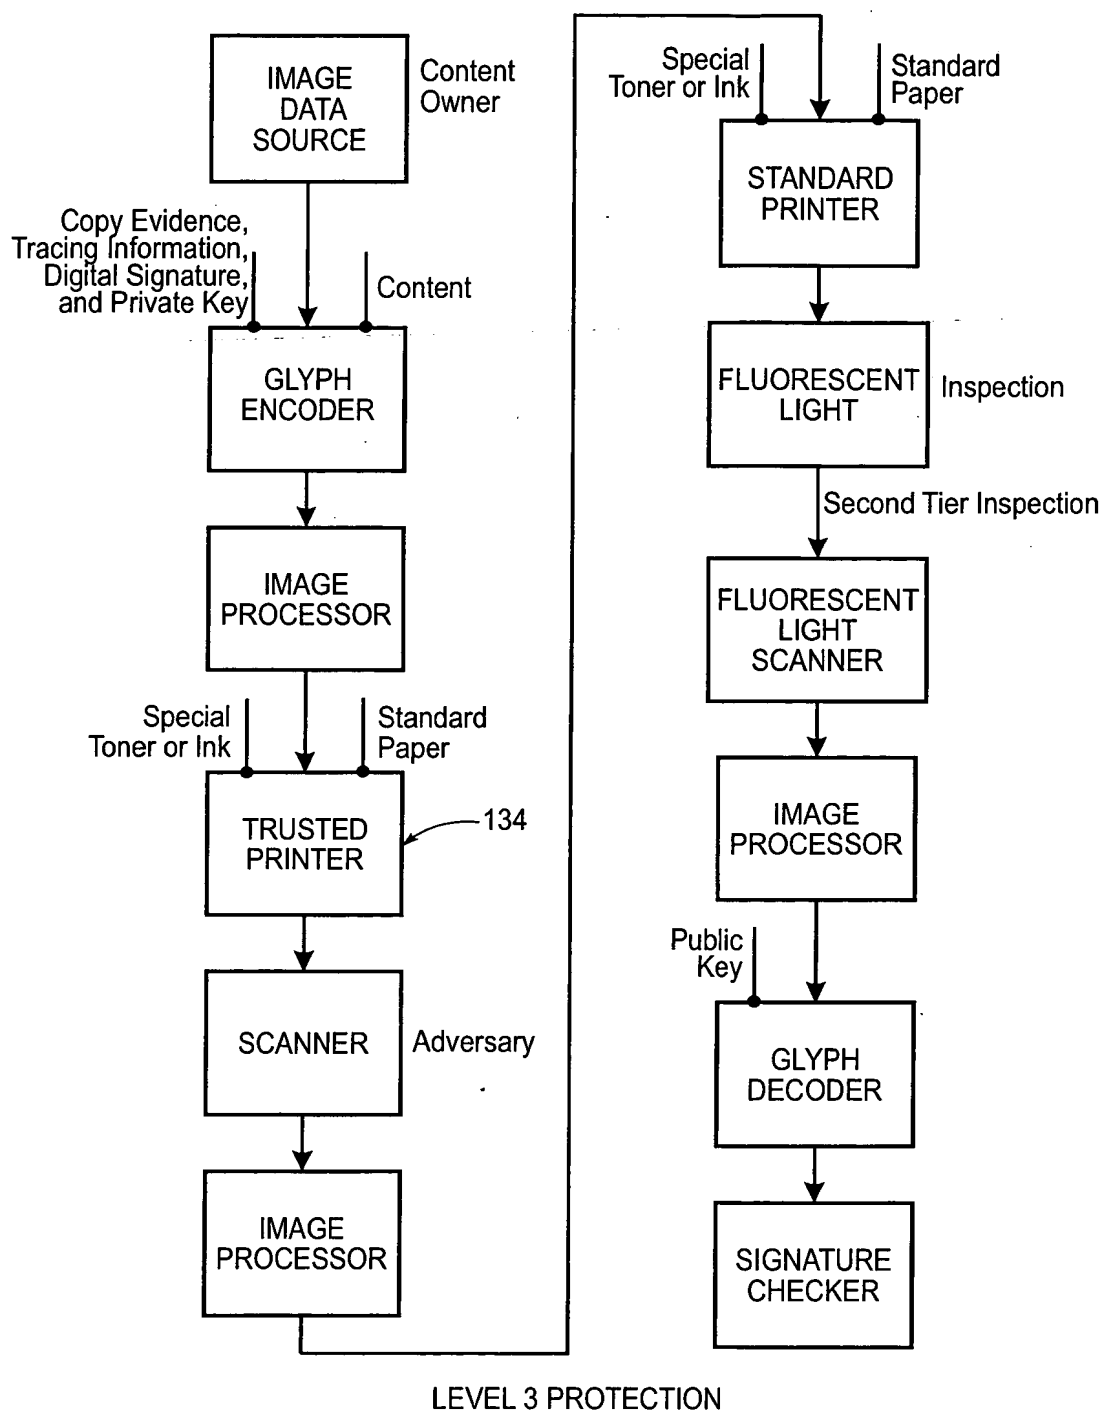 IMAGE
DATA
SOURCE
Content
Owner
Copy Evidence,
Tracing Information,
Digital Signature,
and Private Key
Content
GLYPH
ENCODER
IMAGE
PROCESSOR
Special
Toner or Ink
Standard
Paper
TRUSTED
PRINTER
134
SCANNER
Adversary
IMAGE
PROCESSOR
Special
Toner or Ink
Standard
Paper
STANDARD
PRINTER
FLUORESCENT
LIGHT
Inspection
Second Tier Inspection
FLUORESCENT
LIGHT
SCANNER
IMAGE
PROCESSOR
Public
Key
GLYPH
DECODER
SIGNATURE
CHECKER
LEVEL 3 PROTECTION